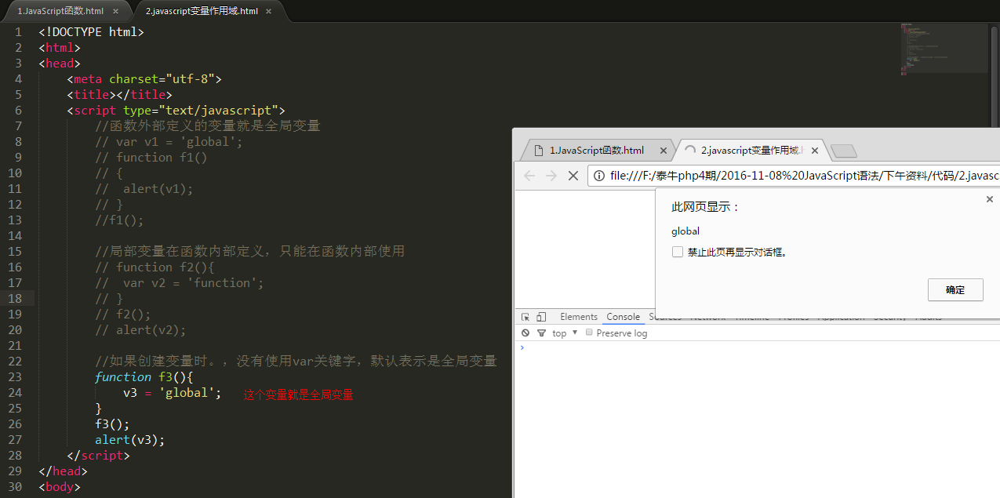 1.JavaScript函数.html ×
2.javascript变量作用域.html ×
1 <!DOCTYPE html>
2 <html>
3 <head>
4 <meta charset="utf-8">
5 <title></title>
6 <script type="text/javascript">
7 //函数外部定义的变量就是全局变量
8 // var v1 = 'global';
9 // function f1()
10 // {
11 //  alert(v1);
12 // }
13 //f1();
14
15 //局部变量在函数内部定义，只能在函数内部使用
16 // function f2(){
17 //  var v2 = 'function';
18 // }
19 // f2();
20 // alert(v2);
21
22 //如果创建变量时。，没有使用var关键字，默认表示是全局变量
23 function f3(){
24 v3 = 'global'; 这个变量就是全局变量
25 }
26 f3();
27 alert(v3);
28 </script>
29 </head>
30 <body>
1.JavaScript函数.html ×
2.javascript变量作用域.h ×
file:///F:/泰牛php4期/2016-11-08%20JavaScript语法/下午资料/代码/2.javasc
此网页显示：
global
禁止此页再显示对话框。
确定
Elements Console Sources Network Timeline Profiles Application Security Audits
top ▼ Preserve log
>